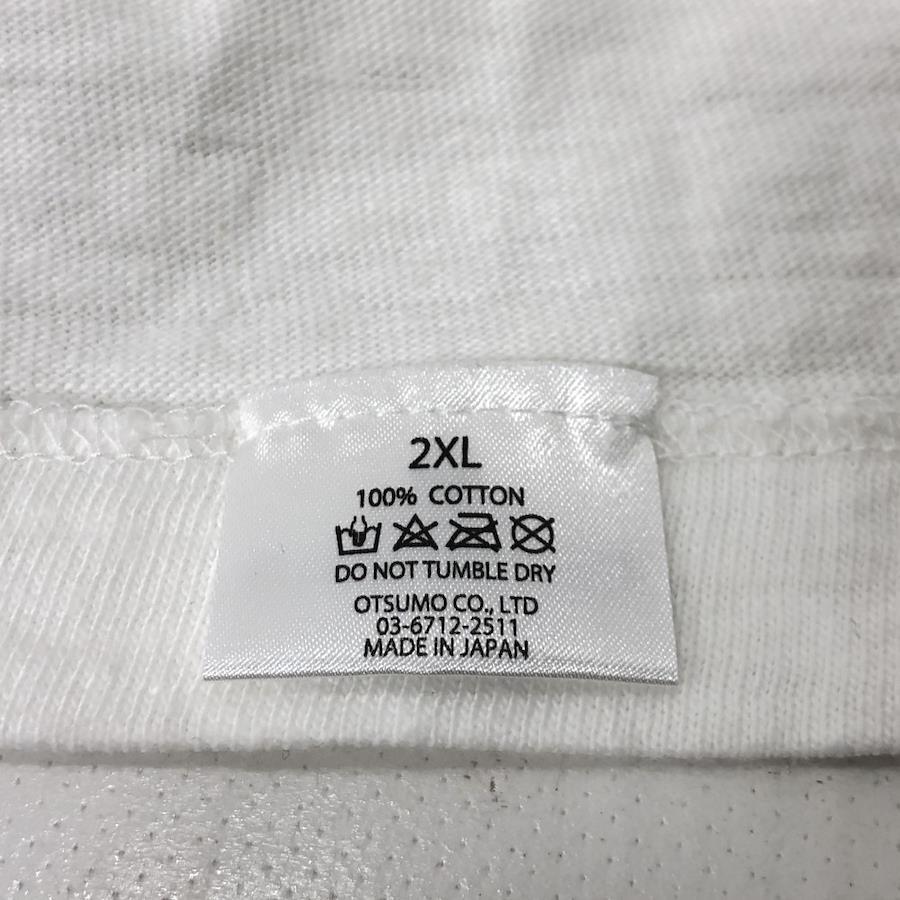 2XL
100% COTTON
DO NOT TUMBLE DRY
OTSUMO CO., LTD
03-6712-2511
MADE IN JAPAN